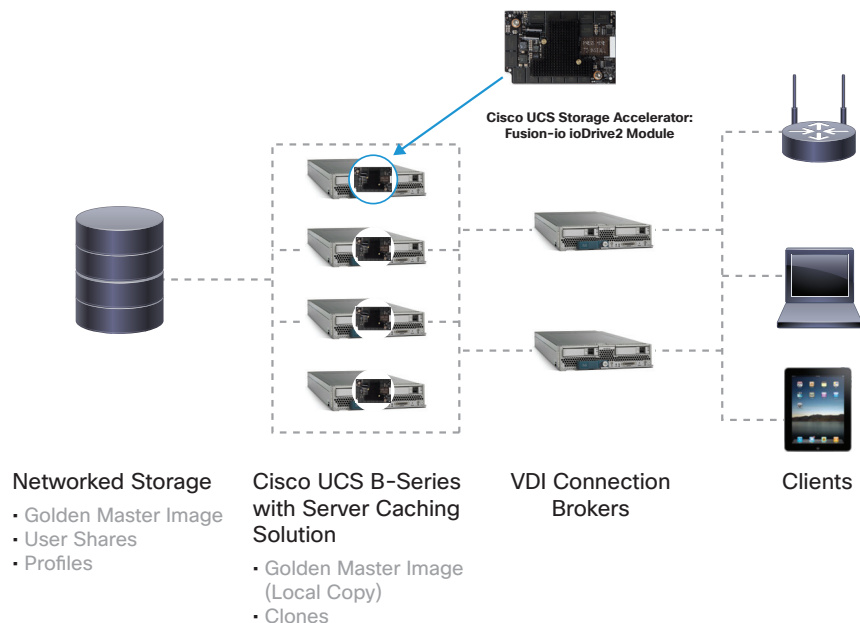 Cisco UCS Storage Accelerator:
Fusion-io ioDrive2 Module
Networked Storage
• Golden Master Image
• User Shares
• Profiles
Cisco UCS B-Series
with Server Caching
Solution
• Golden Master Image
(Local Copy)
• Clones
VDI Connection
Brokers
Clients